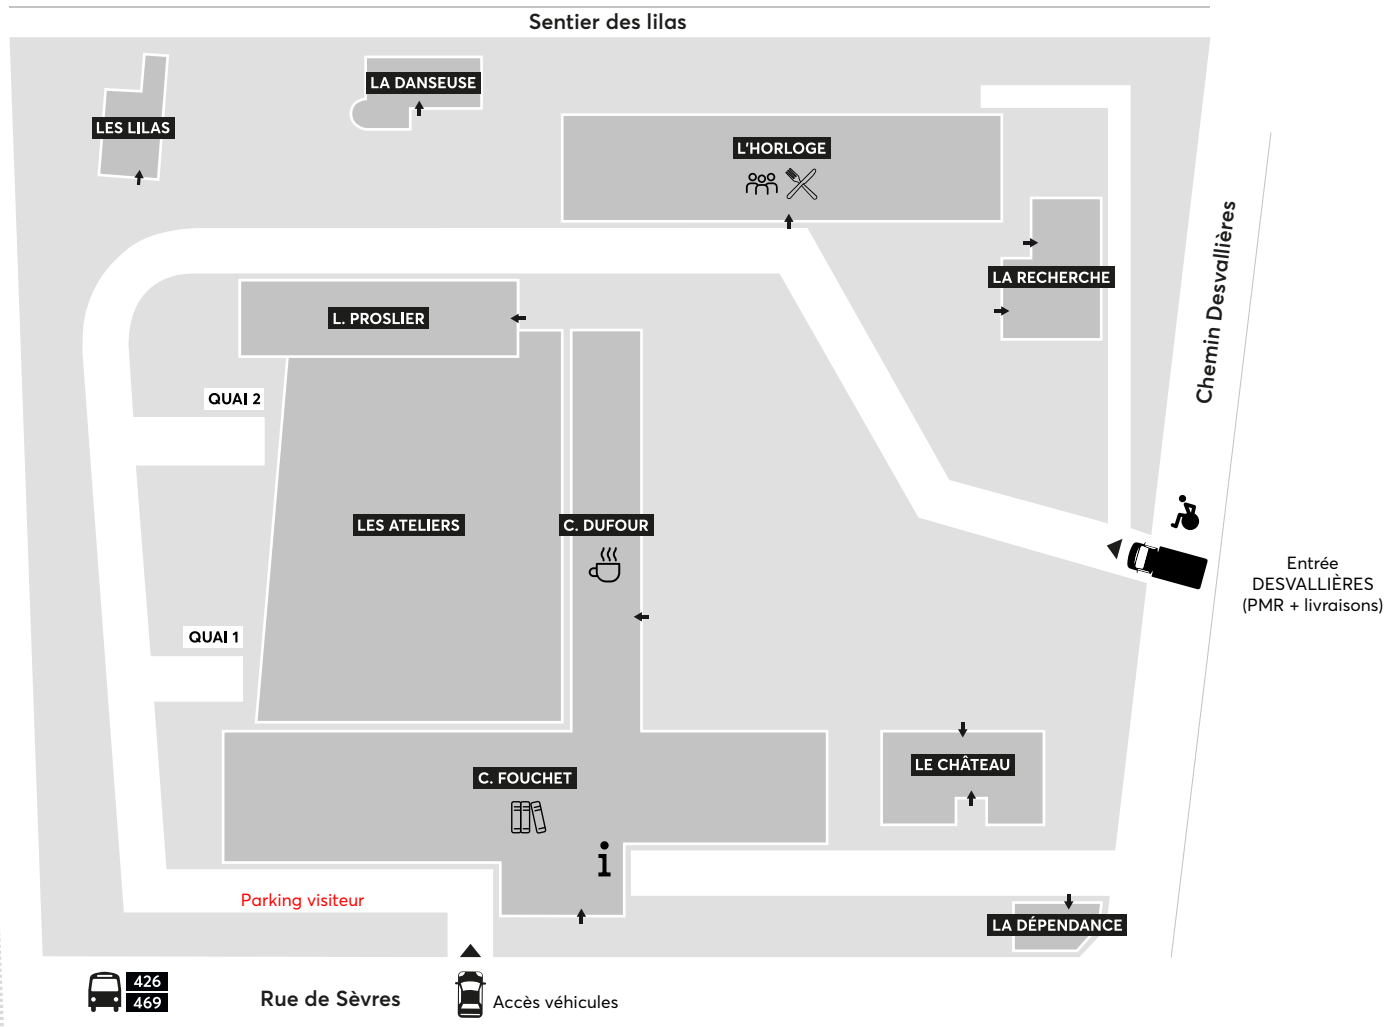 Sentier des lilas
LA DANSEUSE
LES LILAS
L'HORLOGE
Chemin Desvallières
LA RECHERCHE
L. PROSLIER
QUAI 2
LES ATELIERS
C. DUFOUR
Entrée
DESVALLIÈRES
(PMR + livraisons)
QUAI 1
LE CHÂTEAU
C. FOUCHET
i
Parking visiteur
LA DÉPENDANCE
426
469
Rue de Sèvres
Accès véhicules